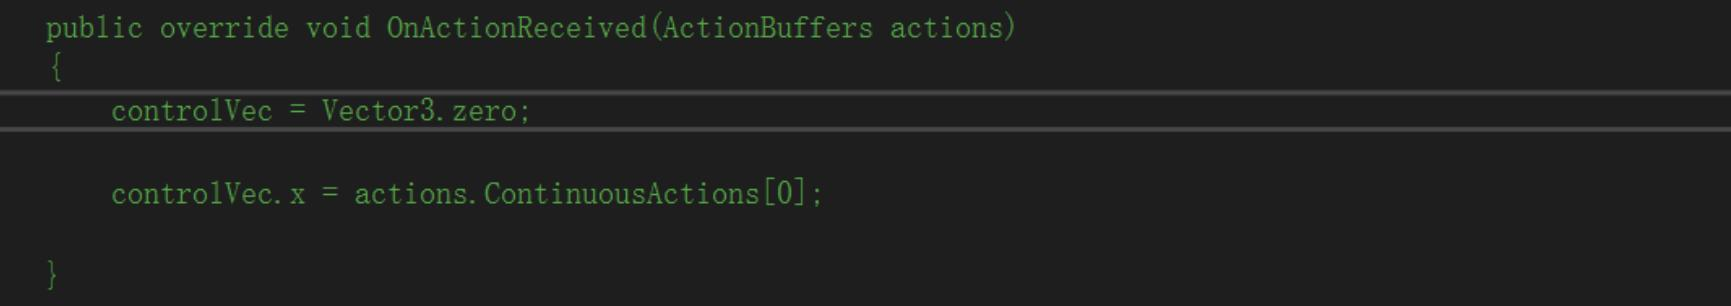 public override void OnActionReceived(ActionBuffers actions)
{
controlVec = Vector3.zero;
controlVec.x = actions.ContinuousActions[0];
}